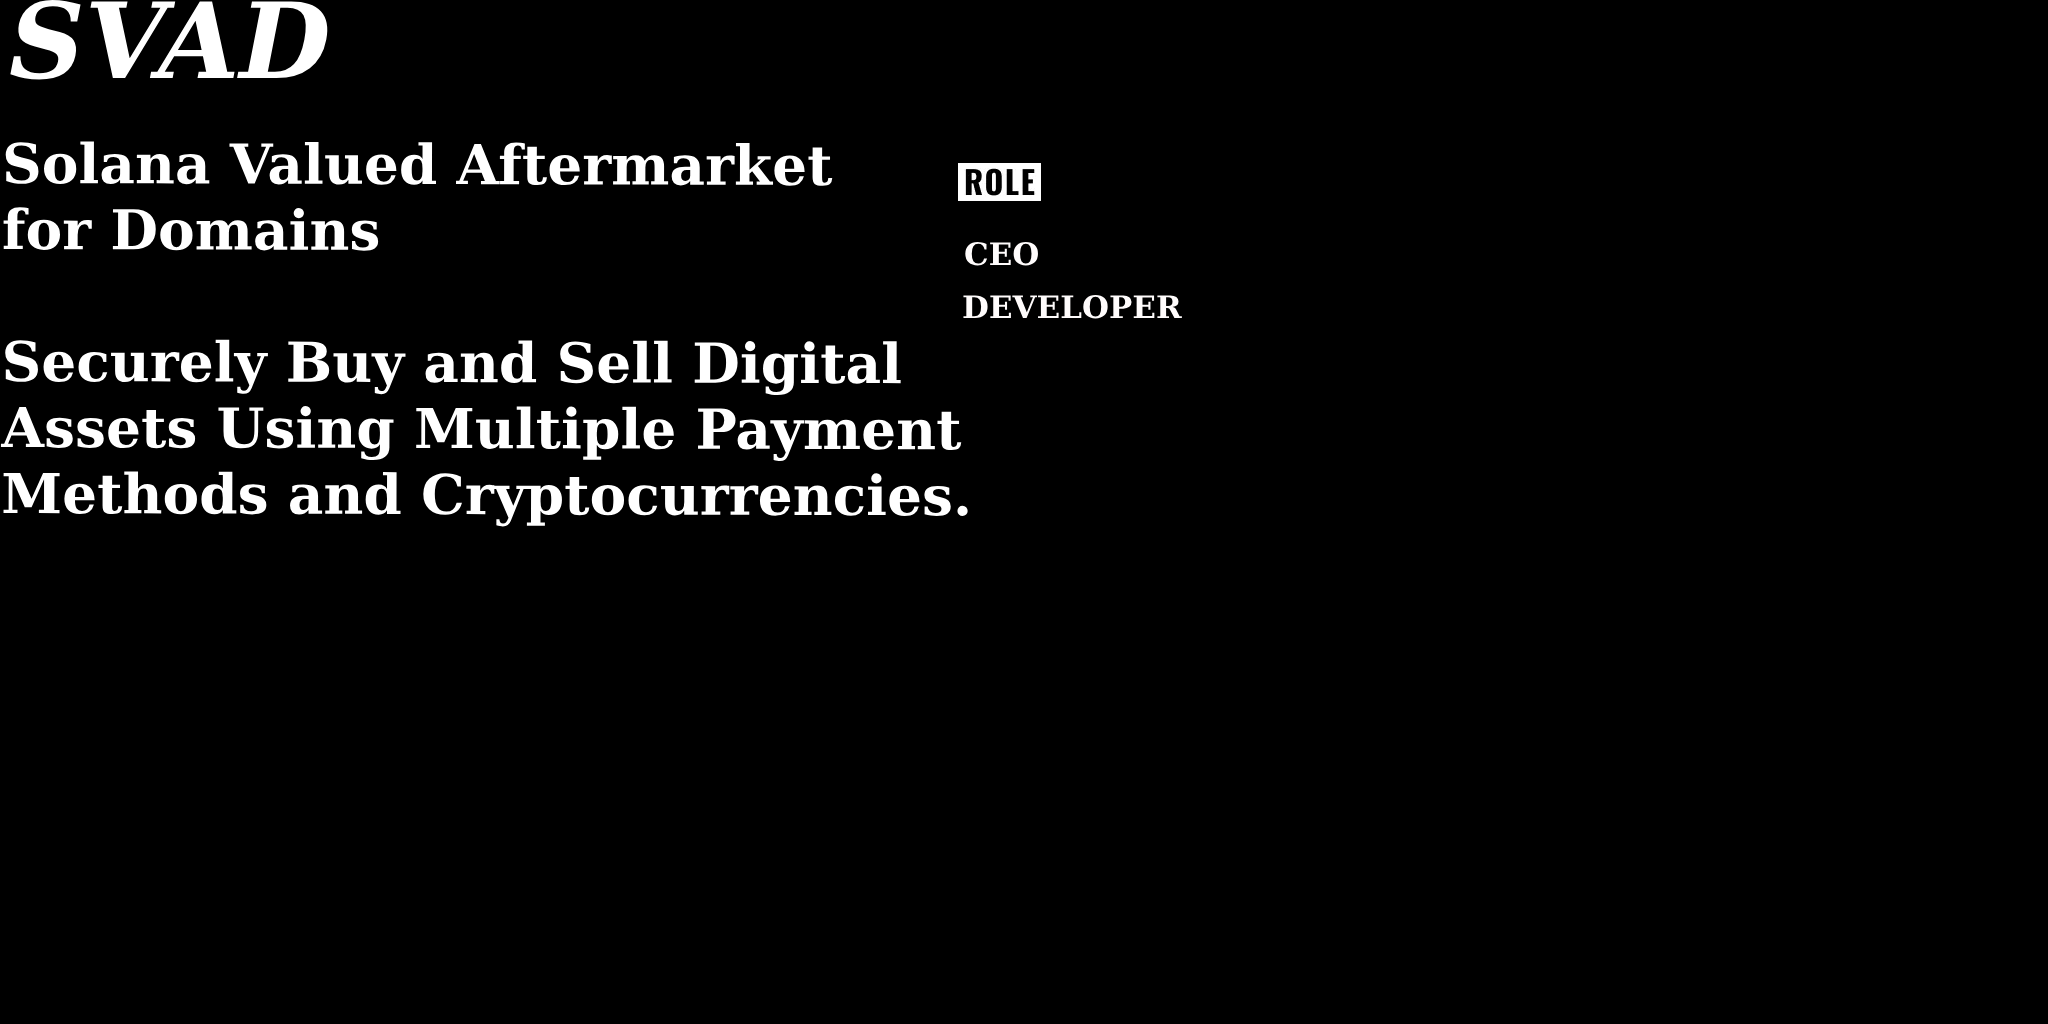 SVAD
Solana Valued Aftermarket
for Domains
Securely Buy and Sell Digital
Assets Using Multiple Payment
Methods and Cryptocurrencies.
ROLE
CEO
DEVELOPER